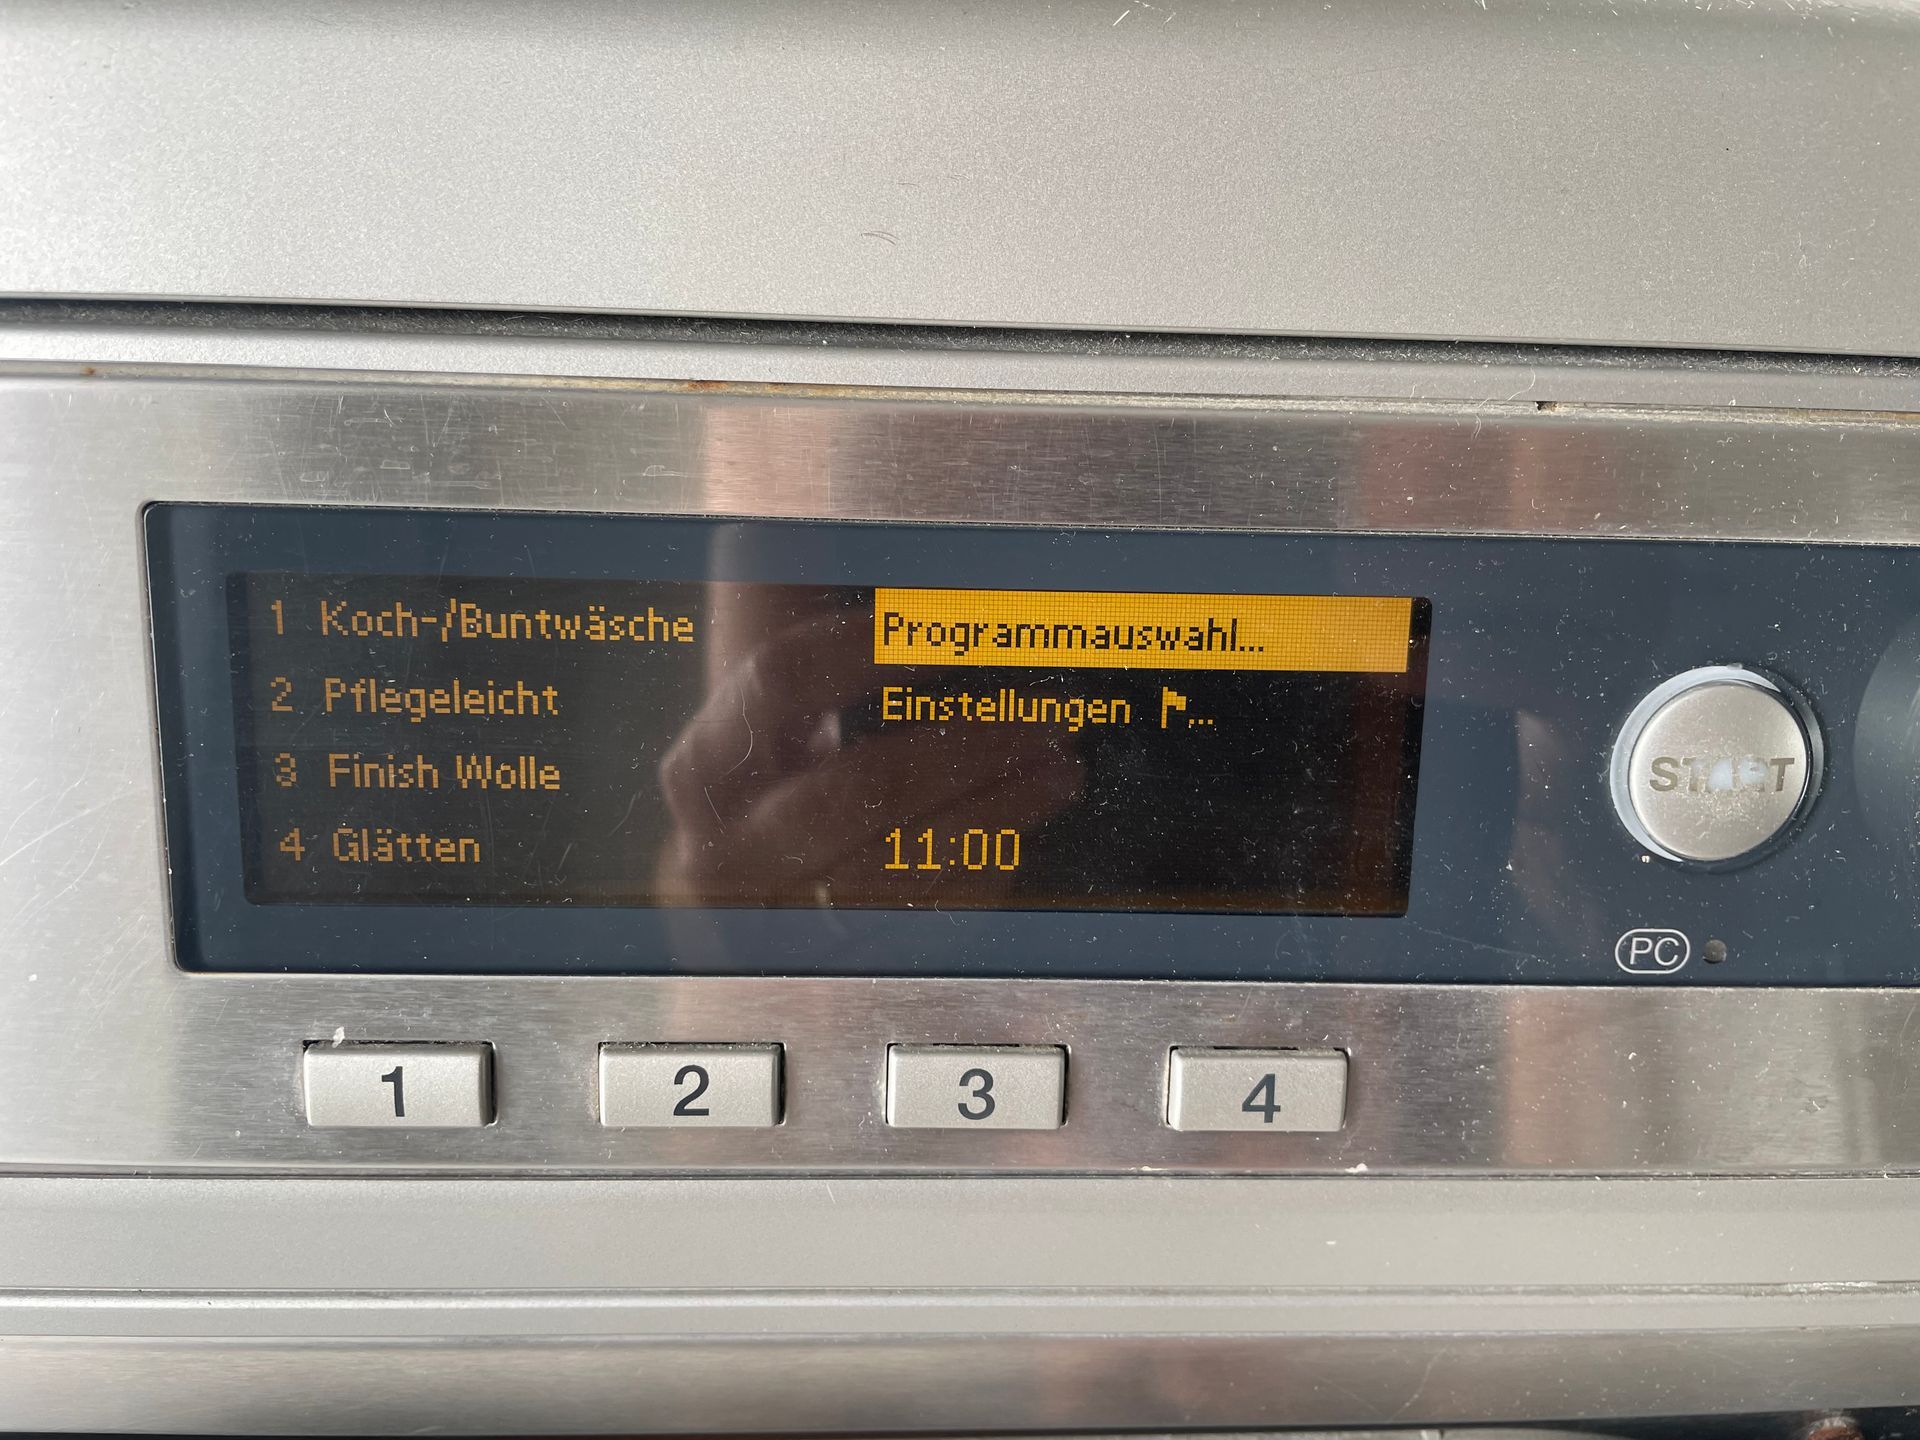 1 Koch-/Buntwäsche
2 Pflegeleicht
3 Finish Wolle
4 Glätten
Programmauswahl...
Einstellungen ...
11:00
START
PC
1
2
3
4